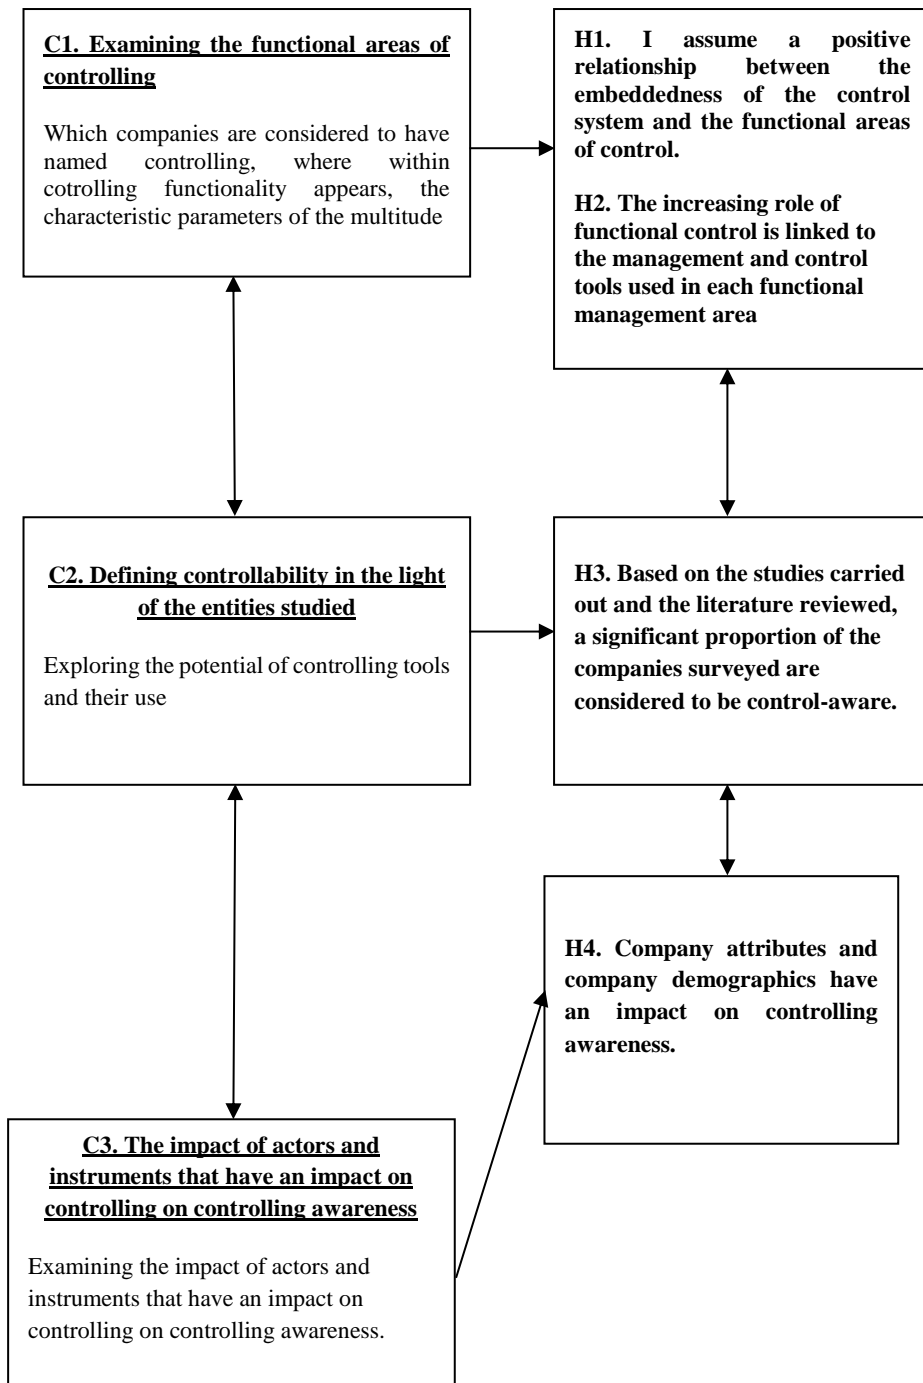 C1. Examining the functional areas of
controlling
Which companies are considered to have
named controlling, where within
cotrolling functionality appears, the
characteristic parameters of the multitude
H1. I assume a positive
relationship between the
embeddedness of the control
system and the functional areas
of control.
H2. The increasing role of
functional control is linked to
the management and control
tools used in each functional
management area
C2. Defining controllability in the light
of the entities studied
Exploring the potential of controlling tools
and their use
H3. Based on the studies carried
out and the literature reviewed,
a significant proportion of the
companies surveyed are
considered to be control-aware.
H4. Company attributes and
company demographics have
an impact on controlling
awareness.
C3. The impact of actors and
instruments that have an impact on
controlling on controlling awareness
Examining the impact of actors and
instruments that have an impact on
controlling on controlling awareness.